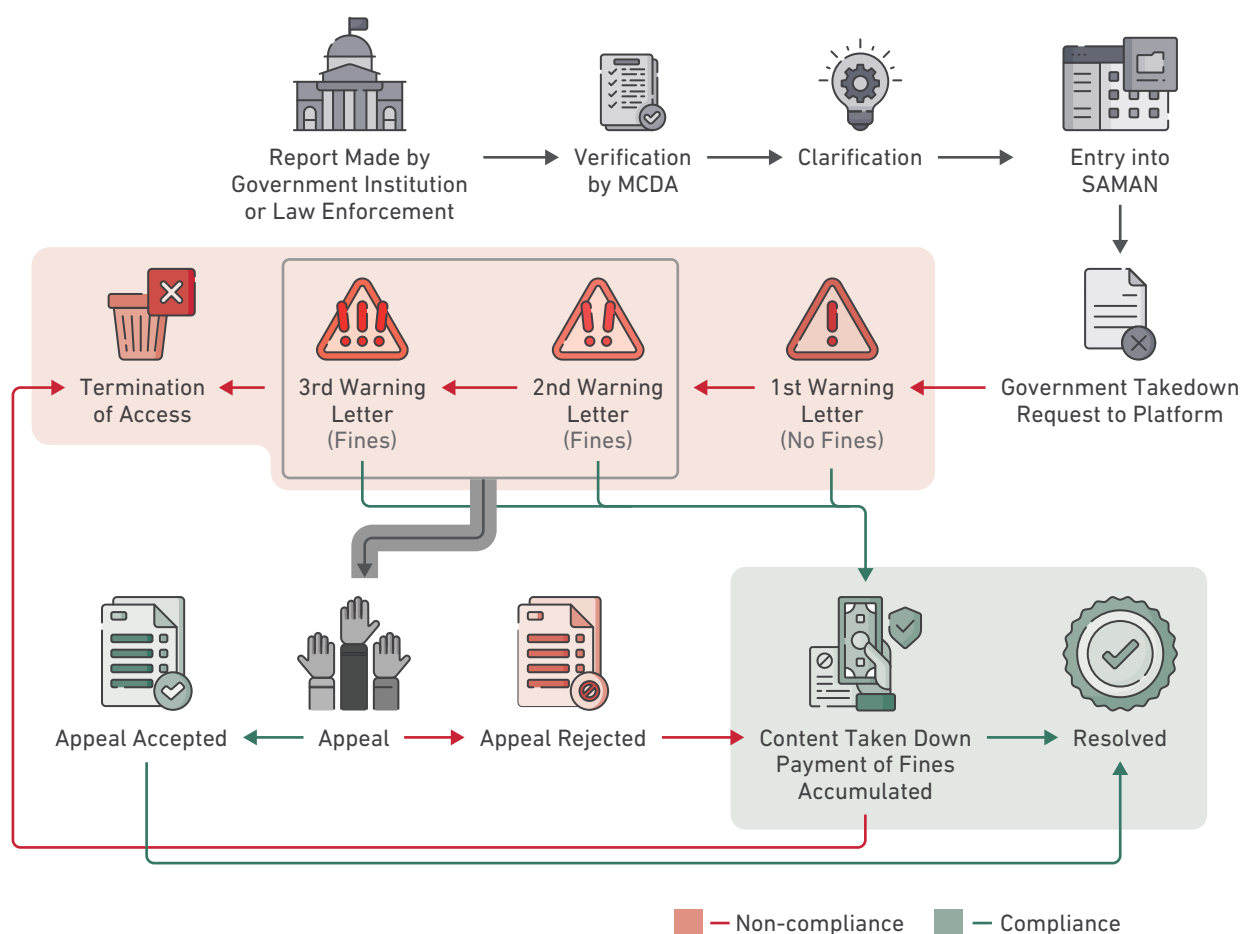 Report Made by
Government Institution
or Law Enforcement
Verification
by MCDA
Clarification
Entry into
SAMAN
Termination
of Access
3rd Warning
Letter
(Fines)
2nd Warning
Letter
(Fines)
1st Warning
Letter
(No Fines)
Government Takedown
Request to Platform
Appeal Accepted
Appeal
Appeal Rejected
Content Taken Down
Payment of Fines
Accumulated
Resolved
Non-compliance
Compliance